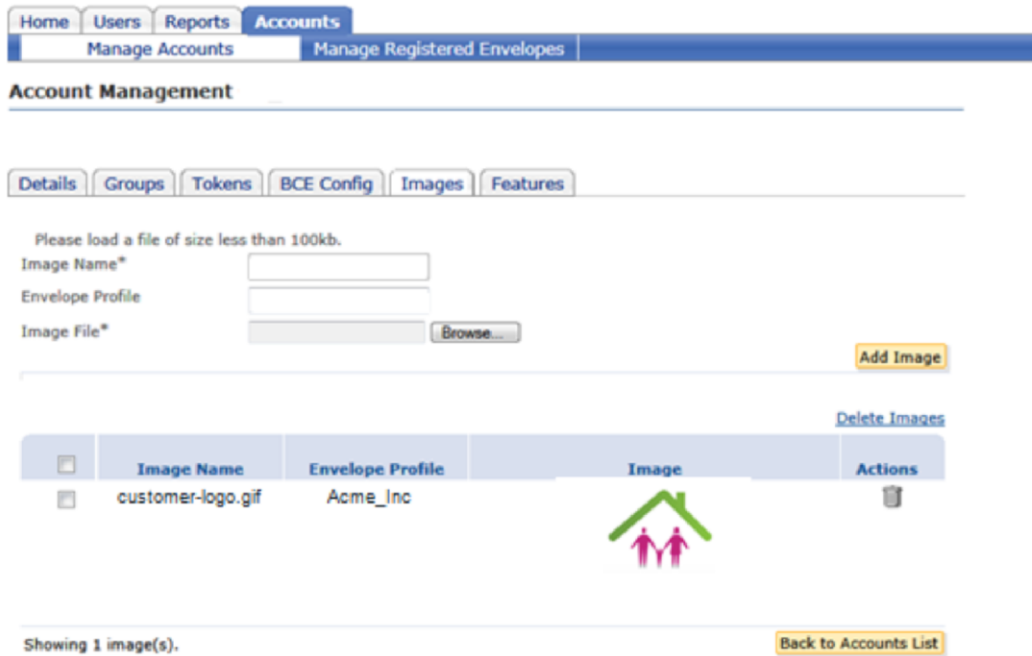 Home Users Reports Accounts
Manage Accounts Manage Registered Envelopes
Account Management
Details Groups Tokens BCE Config Images Features
Please load a file of size less than 100kb.
Image Name*
Envelope Profile
Image File* Browse...
Add Image
Delete Images
Image Name Envelope Profile Image Actions
customer-logo.gif Acme_Inc
Showing 1 image(s). Back to Accounts List